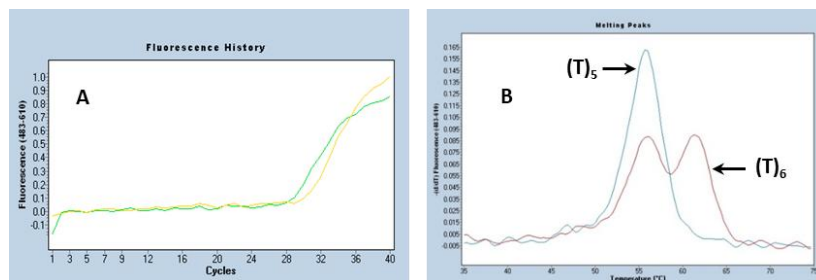 Fluorescence History
A
Fluorescence (483-610)
1.0
0.9
0.8
0.7
0.6
0.5
0.4
0.3
0.2
0.1
0.0
-0.1
1 3 5 7 9 12 16 20 24 28 32 36 40
Cycles
Melting Peaks
(T)5
B
(T)6
-(d/dT) Fluorescence (483-610)
0.165
0.155
0.145
0.135
0.125
0.115
0.105
0.095
0.085
0.075
0.065
0.055
0.045
0.035
0.025
0.015
0.005
-0.005
35 40 45 50 55 60 65 70 75
Temperature (°C)